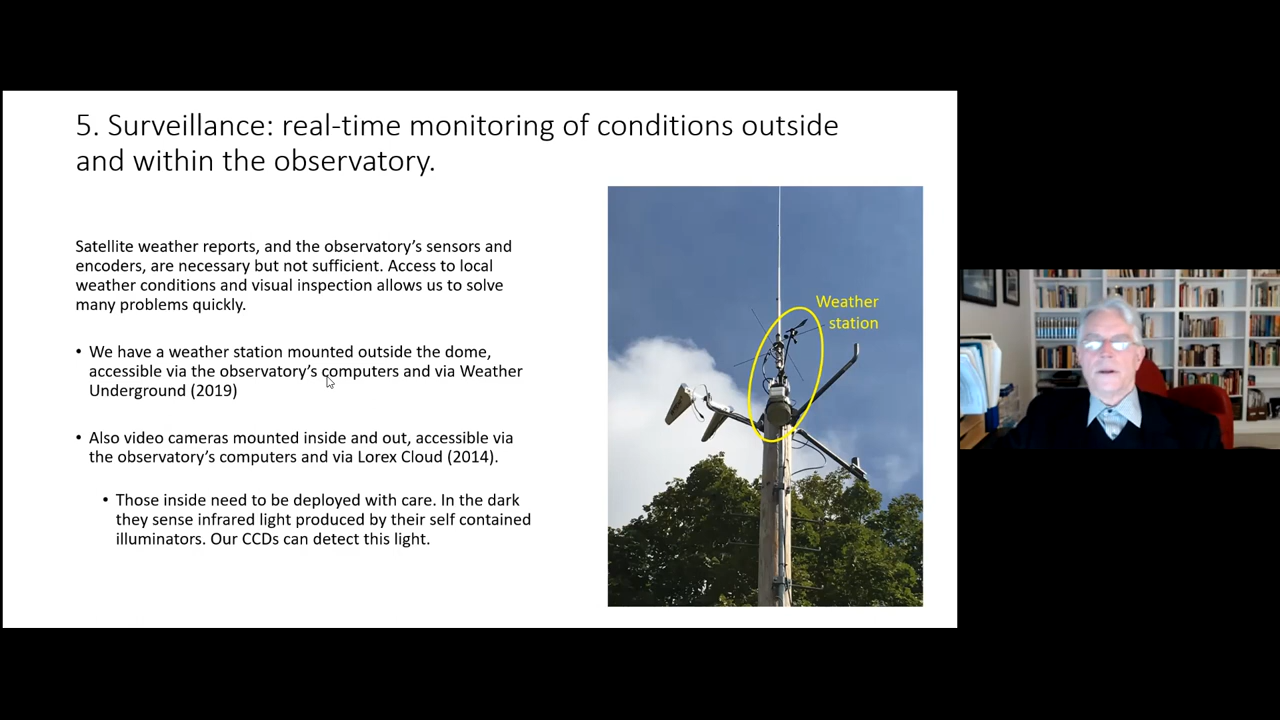 5. Surveillance: real-time monitoring of conditions outside
and within the observatory.
Satellite weather reports, and the observatory’s sensors and
encoders, are necessary but not sufficient. Access to local
weather conditions and visual inspection allows us to solve
many problems quickly.
• We have a weather station mounted outside the dome,
accessible via the observatory’s computers and via Weather
Underground (2019)
• Also video cameras mounted inside and out, accessible via
the observatory’s computers and via Lorex Cloud (2014).
• Those inside need to be deployed with care. In the dark
they sense infrared light produced by their self contained
illuminators. Our CCDs can detect this light.
Weather
station